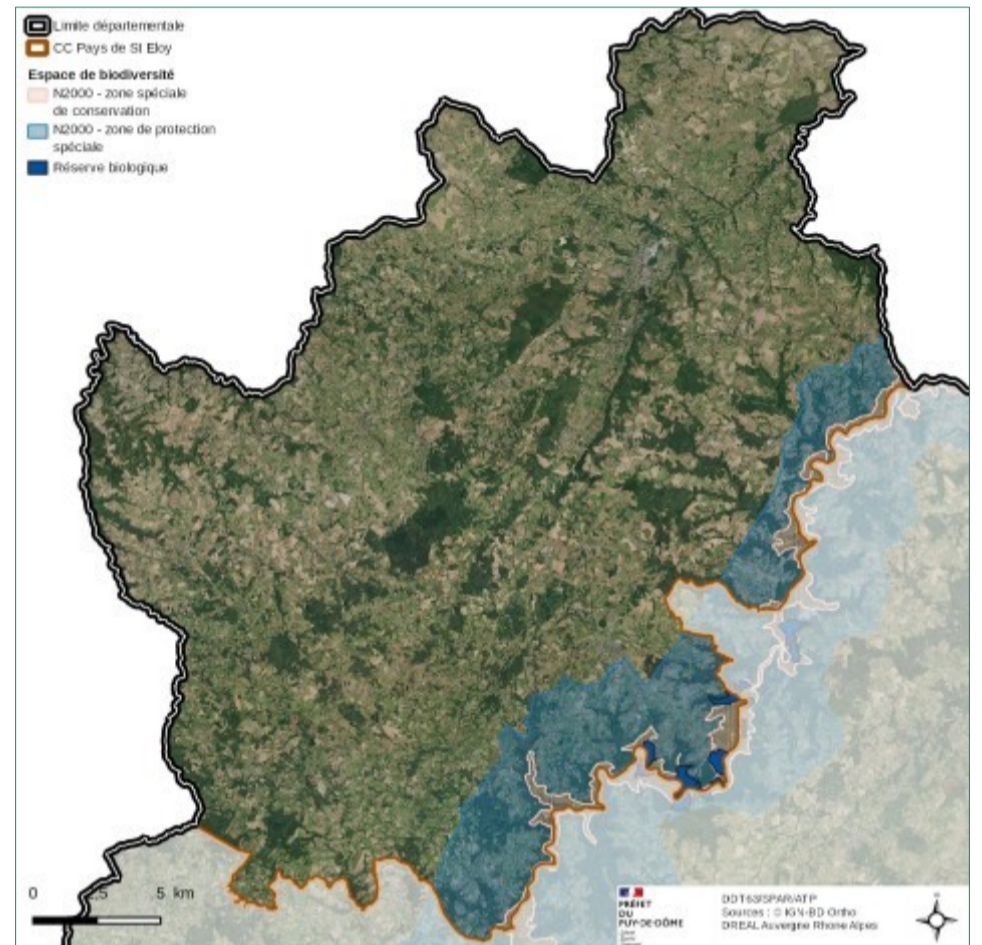 Limite départementale
CC Pays de St Eloy
Espace de biodiversité
N2000 - zone spéciale
de conservation
N2000 - zone de protection
spéciale
Réserve biologique
0 2.5 5 km
PRÉFET
DU
PUY-DE-DÔME
DDT63/SPAR/ATP
Sources : © IGN-BD Ortho
DREAL Auvergne Rhone Alpes